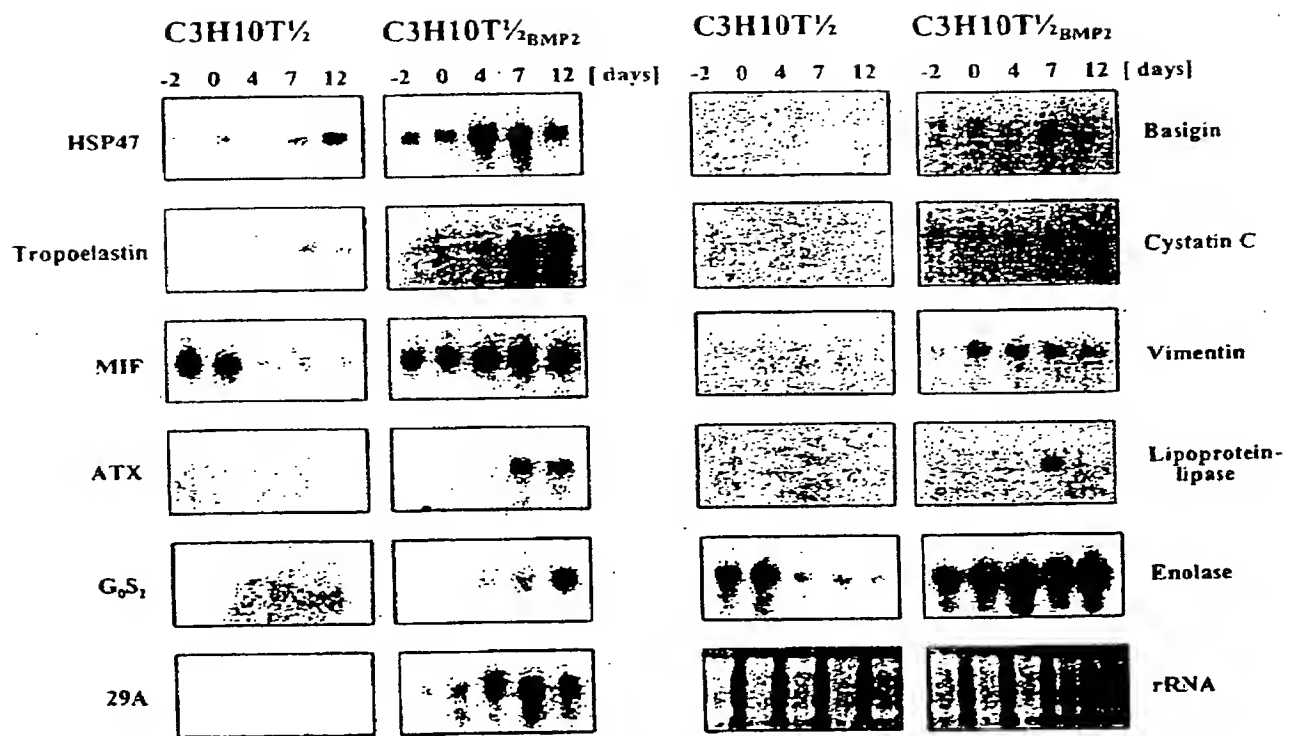 C3H10T½ C3H10T½BMP2 C3H10T½ C3H10T½BMP2
-2 0 4 7 12 -2 0 4 7 12 [ days] -2 0 4 7 12 -2 0 4 7 12 [ days]
HSP47 Basigin
Tropoelastin Cystatin C
MIF Vimentin
ATX Lipoprotein-
lipase
G0S2 Enolase
29A rRNA